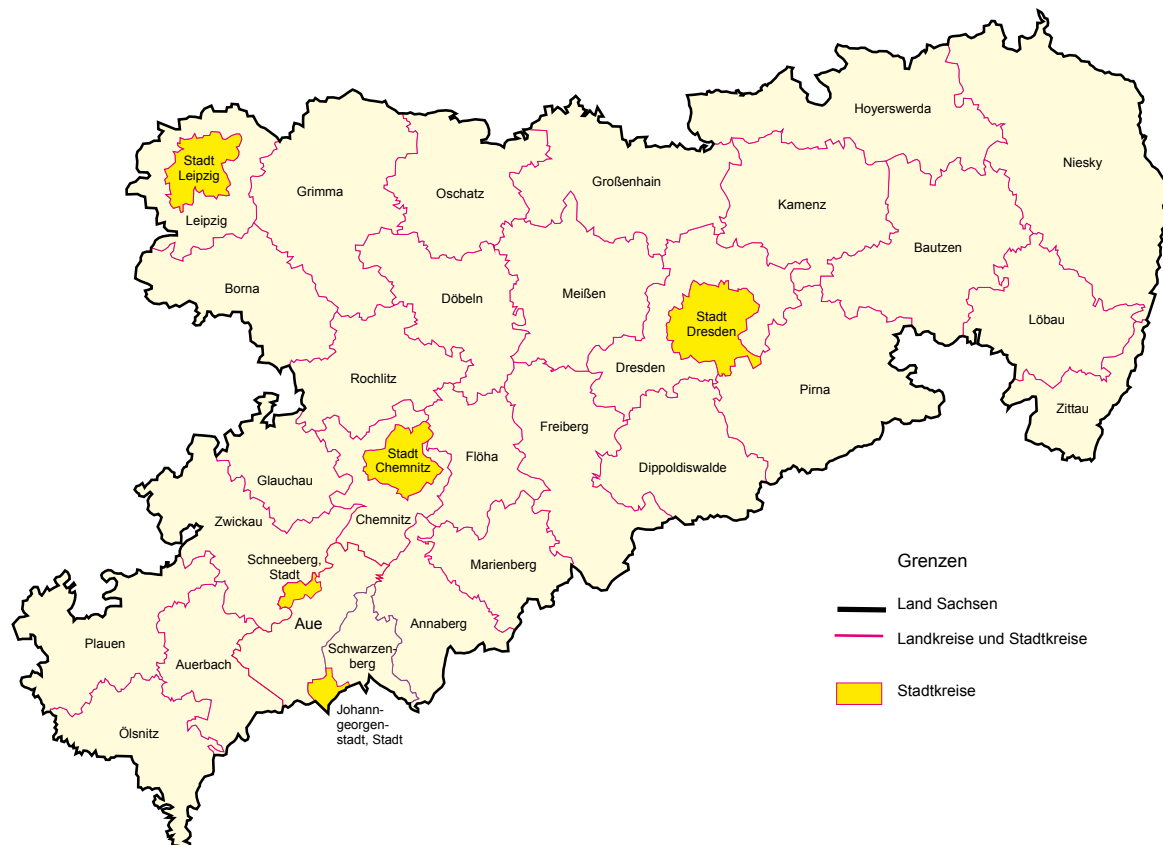 Hoyerswerda
Niesky
Stadt
Leipzig
Leipzig
Grimma
Oschatz
Großenhain
Kamenz
Bautzen
Borna
Döbeln
Meißen
Stadt
Dresden
Dresden
Löbau
Rochlitz
Pirna
Zittau
Freiberg
Stadt
Chemnitz
Flöha
Dippoldiswalde
Glauchau
Zwickau
Chemnitz
Schneeberg,
Stadt
Marienberg
Aue
Annaberg
Schwarzen-
berg
Plauen
Auerbach
Ölsnitz
Johann-
georgen-
stadt, Stadt
Grenzen
Land Sachsen
Landkreise und Stadtkreise
Stadtkreise